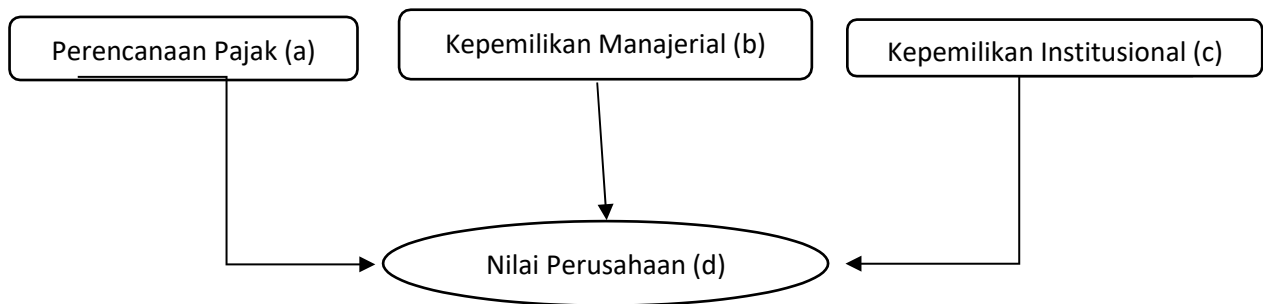 Perencanaan Pajak (a)
Kepemilikan Manajerial (b)
Kepemilikan Institusional (c)
Nilai Perusahaan (d)